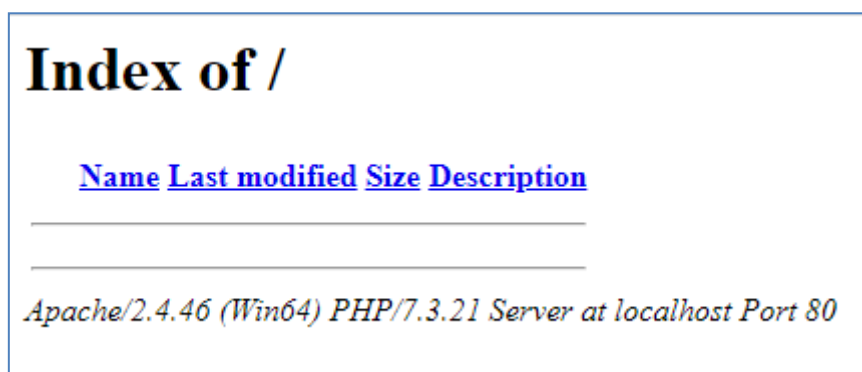 Index of /
Name Last modified Size Description
Apache/2.4.46 (Win64) PHP/7.3.21 Server at localhost Port 80